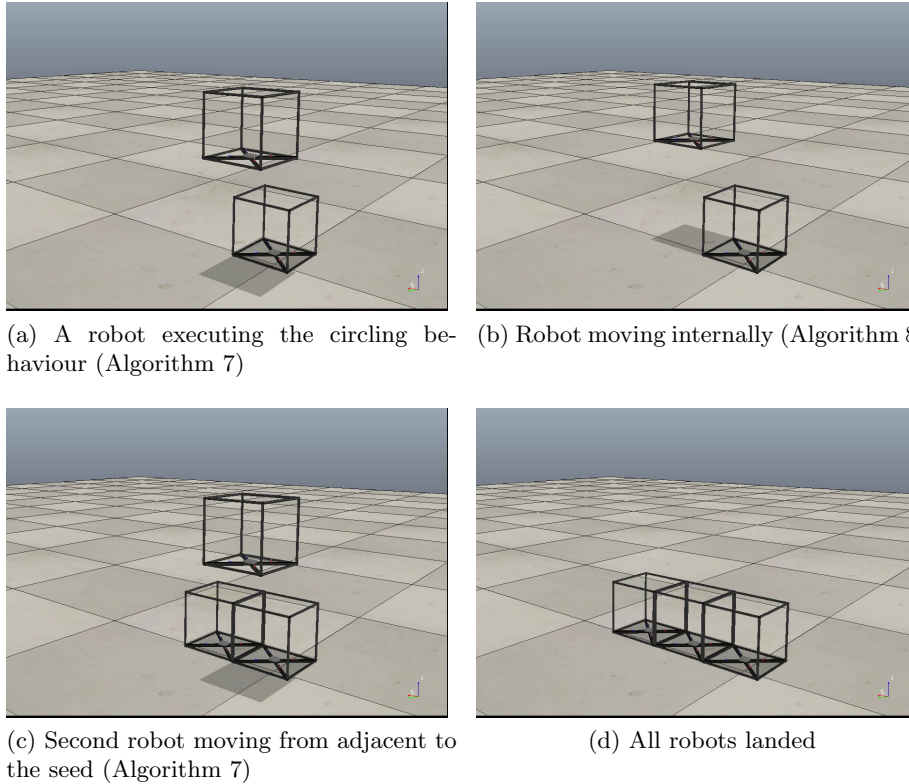 (a) A robot executing the circling be-
haviour (Algorithm 7)
(b) Robot moving internally (Algorithm 8
(c) Second robot moving from adjacent to
the seed (Algorithm 7)
(d) All robots landed